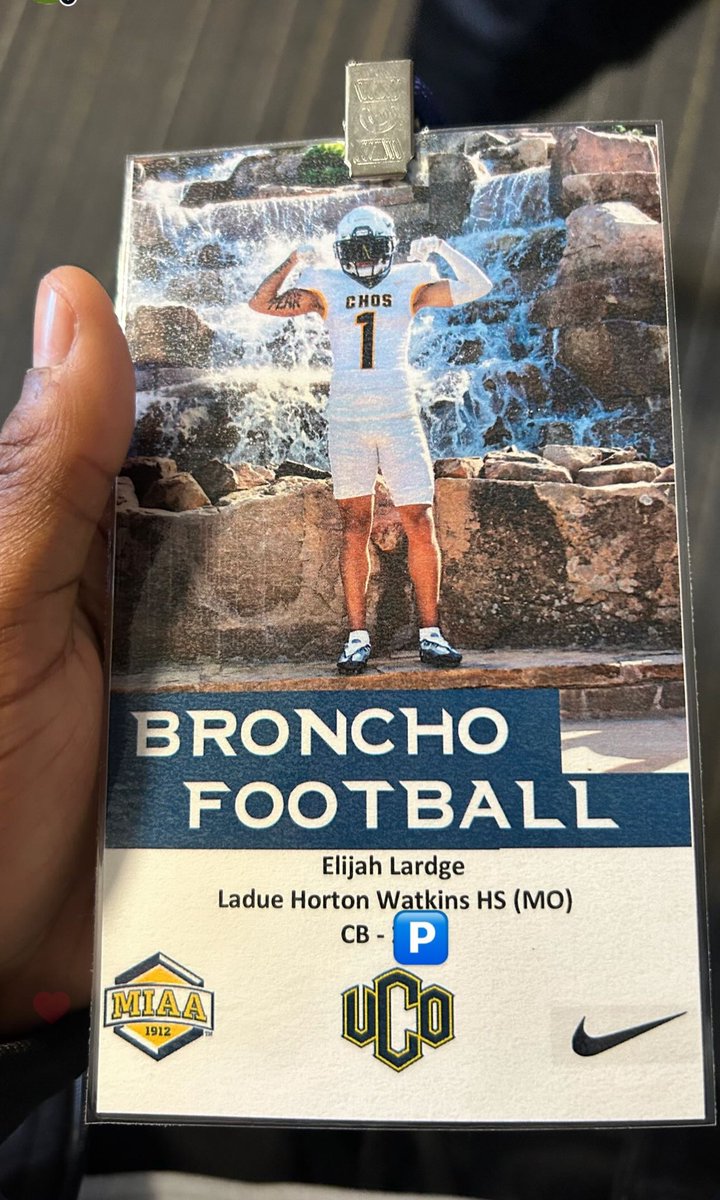 CHOS
1
BRONCHO
FOOTBALL
Elijah Lardge
Ladue Horton Watkins HS (MO)
CB -
P
MIAA
1912
UCO